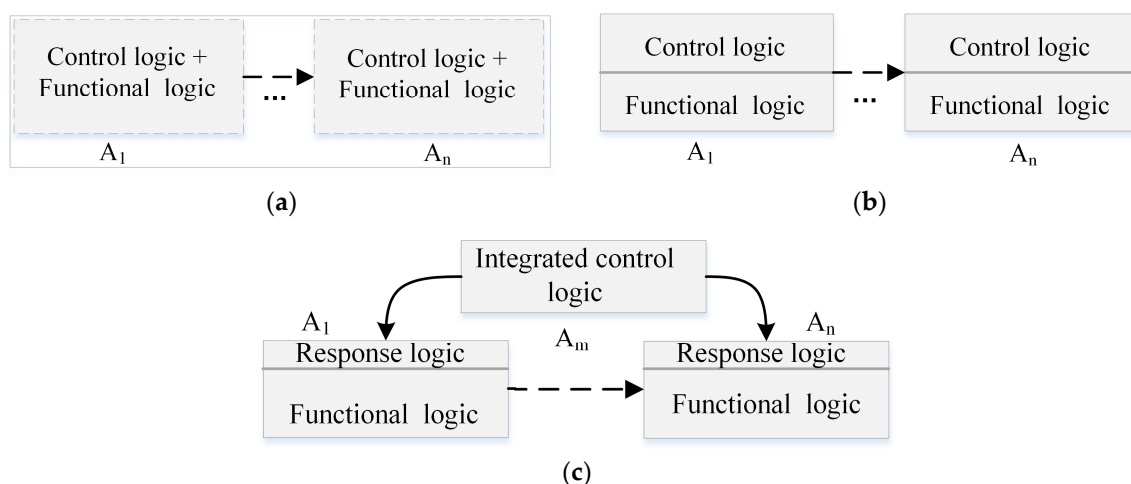 Control logic +
Functional logic
...
Control logic +
Functional logic
A1
An
(a)
Control logic
Functional logic
...
Control logic
Functional logic
A1
An
(b)
Integrated control
logic
A1
Am
An
Response logic
Functional logic
Response logic
Functional logic
(c)